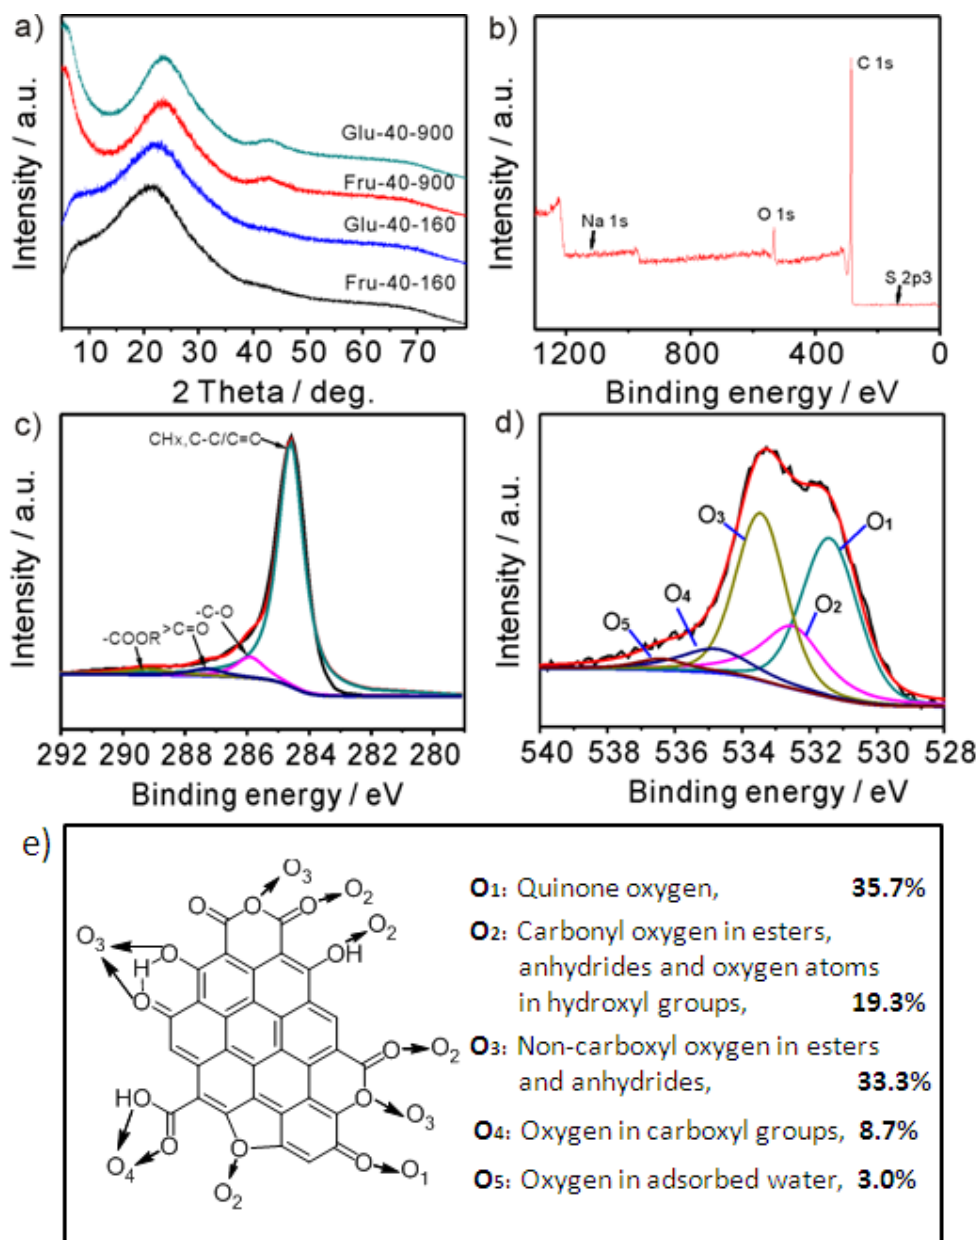 a)
Intensity / a.u.
Glu-40-900
Fru-40-900
Glu-40-160
Fru-40-160
10 20 30 40 50 60 70
2 Theta / deg.
b)
Intensity / a.u.
C 1s
Na 1s
O 1s
S 2p3
1200 800 400 0
Binding energy / eV
c)
Intensity / a.u.
CHx,C-C/C=C
-C-O
-COOR
>C=O
292 290 288 286 284 282 280
Binding energy / eV
d)
Intensity / a.u.
O3
O1
O4
O2
O5
540 538 536 534 532 530 528
Binding energy / eV
e)
O3
O
O2
O
O
O2
O3
O
OH
H
O
O
O2
HO
O
O3
O
O4
O
O
O1
O2
O1: Quinone oxygen, 35.7%
O2: Carbonyl oxygen in esters,
anhydrides and oxygen atoms
in hydroxyl groups, 19.3%
O3: Non-carboxyl oxygen in esters
and anhydrides, 33.3%
O4: Oxygen in carboxyl groups, 8.7%
O5: Oxygen in adsorbed water, 3.0%